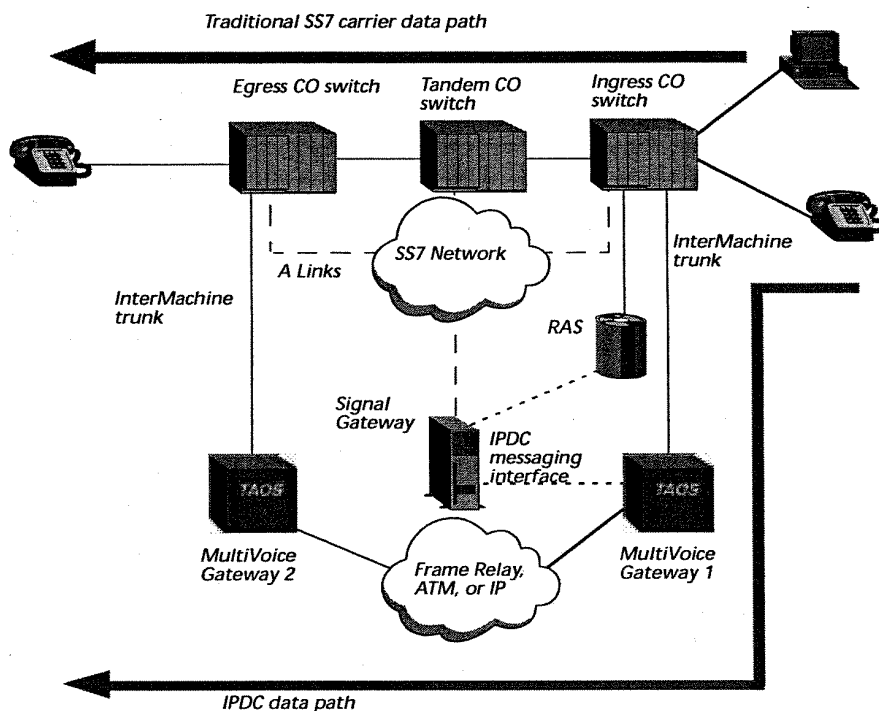 Traditional SS7 carrier data path
Egress CO switch
Tandem CO
switch
Ingress CO
switch
A Links
SS7 Network
InterMachine
trunk
InterMachine
trunk
RAS
Signal
Gateway
IPDC
messaging
interface
TAOS
TAOS
MultiVoice
Gateway 2
Frame Relay,
ATM, or IP
MultiVoice
Gateway 1
IPDC data path